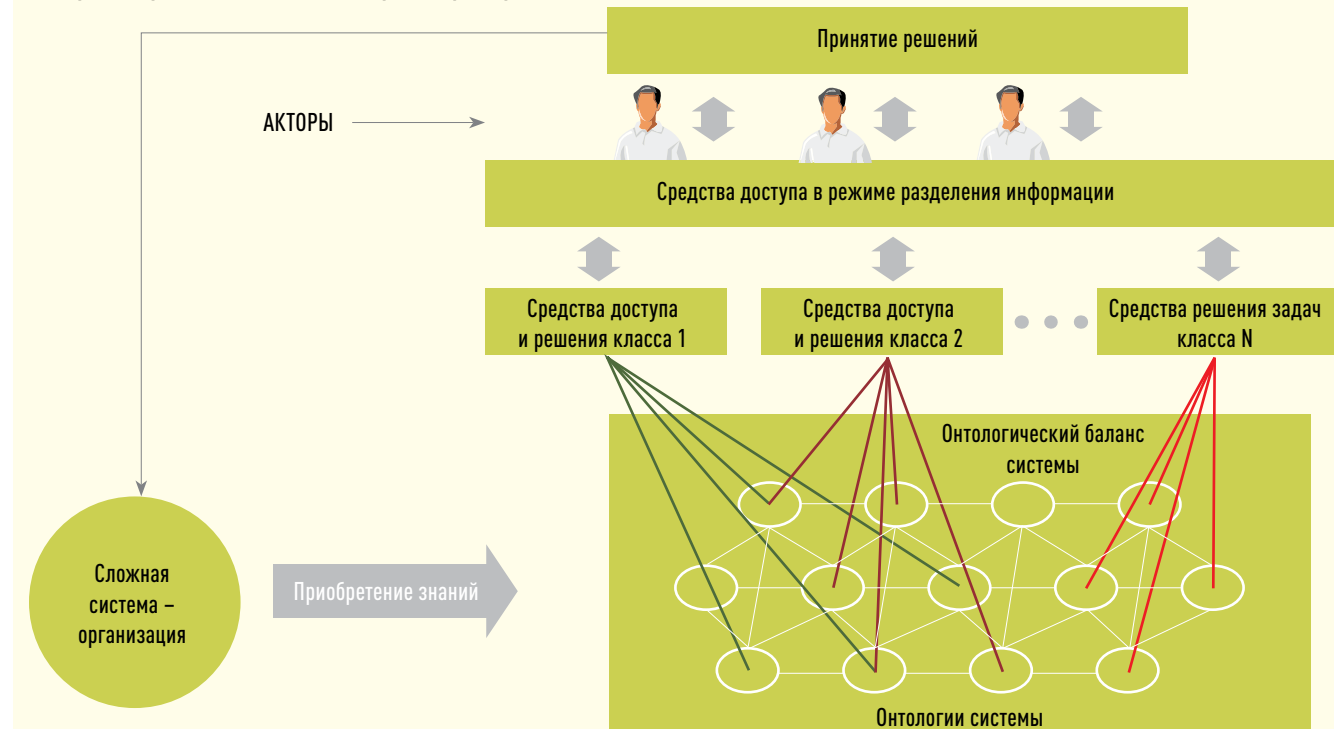 Принятие решений
АКТОРЫ
Средства доступа в режиме разделения информации
Средства доступа
и решения класса 1
Средства доступа
и решения класса 2
Средства решения задач
класса N
Онтологический баланс
системы
Сложная
система –
организация
Приобретение знаний
Онтологии системы